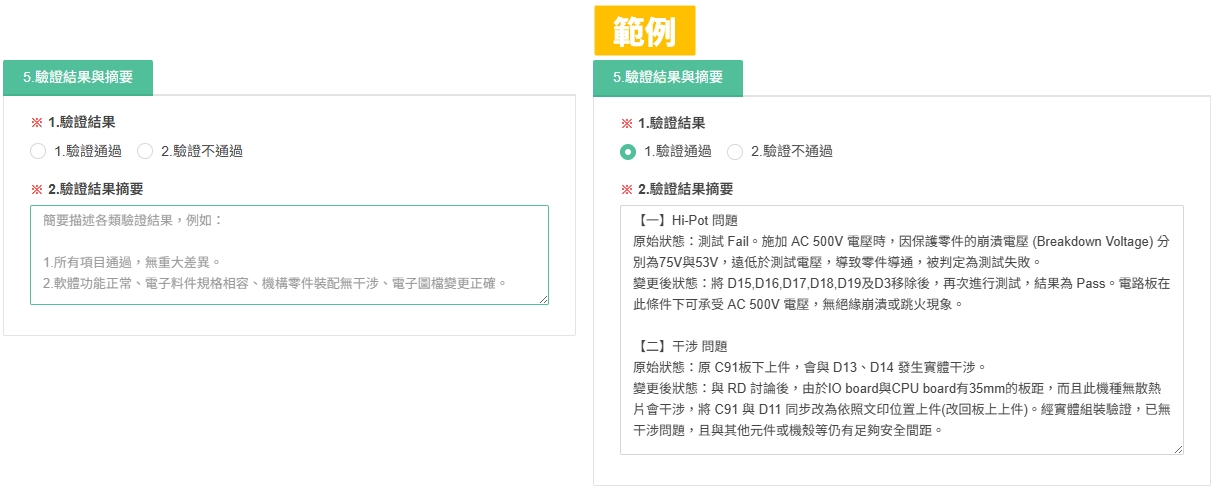 5.驗證結果與摘要
※ 1.驗證結果
1.驗證通過 2.驗證不通過
※ 2.驗證結果摘要
簡要描述各類驗證結果，例如：
1.所有項目通過，無重大差異。
2.軟體功能正常、電子料件規格相容、機構零件裝配無干涉、電子圖檔變更正確。
範例
5.驗證結果與摘要
※ 1.驗證結果
1.驗證通過 2.驗證不通過
※ 2.驗證結果摘要
【一】Hi-Pot 問題
原始狀態：測試 Fail。施加 AC 500V 電壓時，因保護零件的崩潰電壓 (Breakdown Voltage) 分
別為75V與53V，遠低於測試電壓，導致零件導通，被判定為測試失敗。
變更後狀態：將 D15,D16,D17,D18,D19及D3移除後，再次進行測試，結果為 Pass。電路板在
此條件下可承受 AC 500V 電壓，無絕緣崩潰或跳火現象。
【二】干涉 問題
原始狀態：原 C91板下上件，會與 D13、D14 發生實體干涉。
變更後狀態：與 RD 討論後，由於IO board與CPU board有35mm的板距，而且此機種無散熱
片會干涉，將 C91 與 D11 同步改為依照文印位置上件(改回板上上件)。經實體組裝驗證，已無
干涉問題，且與其他元件或機殼等仍有足夠安全間距。